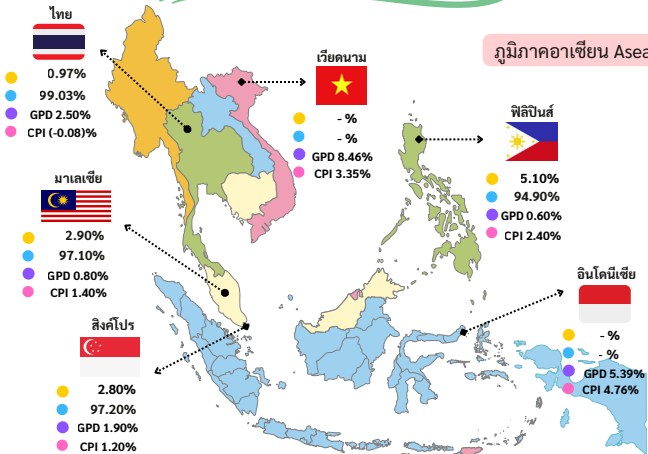 ไทย
0.97%
99.03%
GPD 2.50%
CPI (-0.08)%
เวียดนาม
- %
- %
GPD 8.46%
CPI 3.35%
ภูมิภาคอาเซียน Asea
ฟิลิปินส์
5.10%
94.90%
GPD 0.60%
CPI 2.40%
มาเลเซีย
2.90%
97.10%
GPD 0.80%
CPI 1.40%
สิงค์โปร
2.80%
97.20%
GPD 1.90%
CPI 1.20%
อินโดนีเซีย
- %
- %
GPD 5.39%
CPI 4.76%